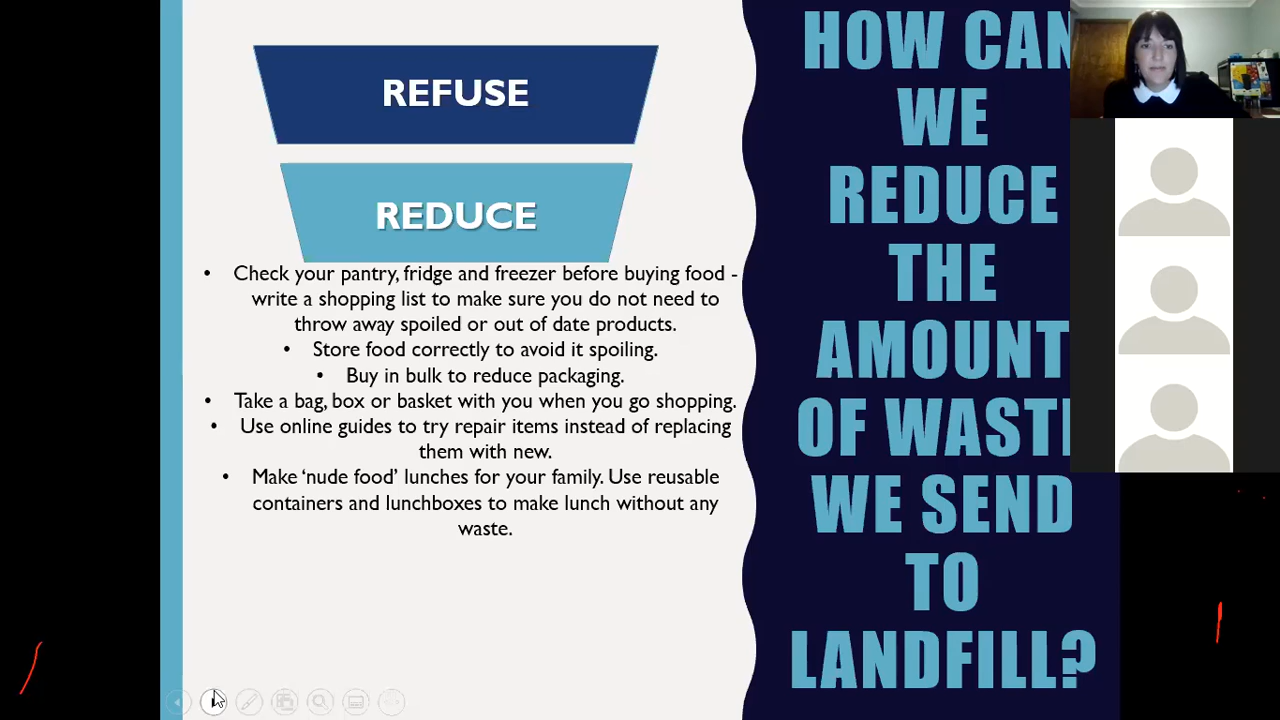 REFUSE
REDUCE
• Check your pantry, fridge and freezer before buying food -
write a shopping list to make sure you do not need to
throw away spoiled or out of date products.
• Store food correctly to avoid it spoiling.
• Buy in bulk to reduce packaging.
• Take a bag, box or basket with you when you go shopping.
• Use online guides to try repair items instead of replacing
them with new.
• Make ‘nude food’ lunches for your family. Use reusable
containers and lunchboxes to make lunch without any
waste.
HOW CAN
WE
REDUCE
THE
AMOUNT
OF WASTE
WE SEND
TO
LANDFILL?